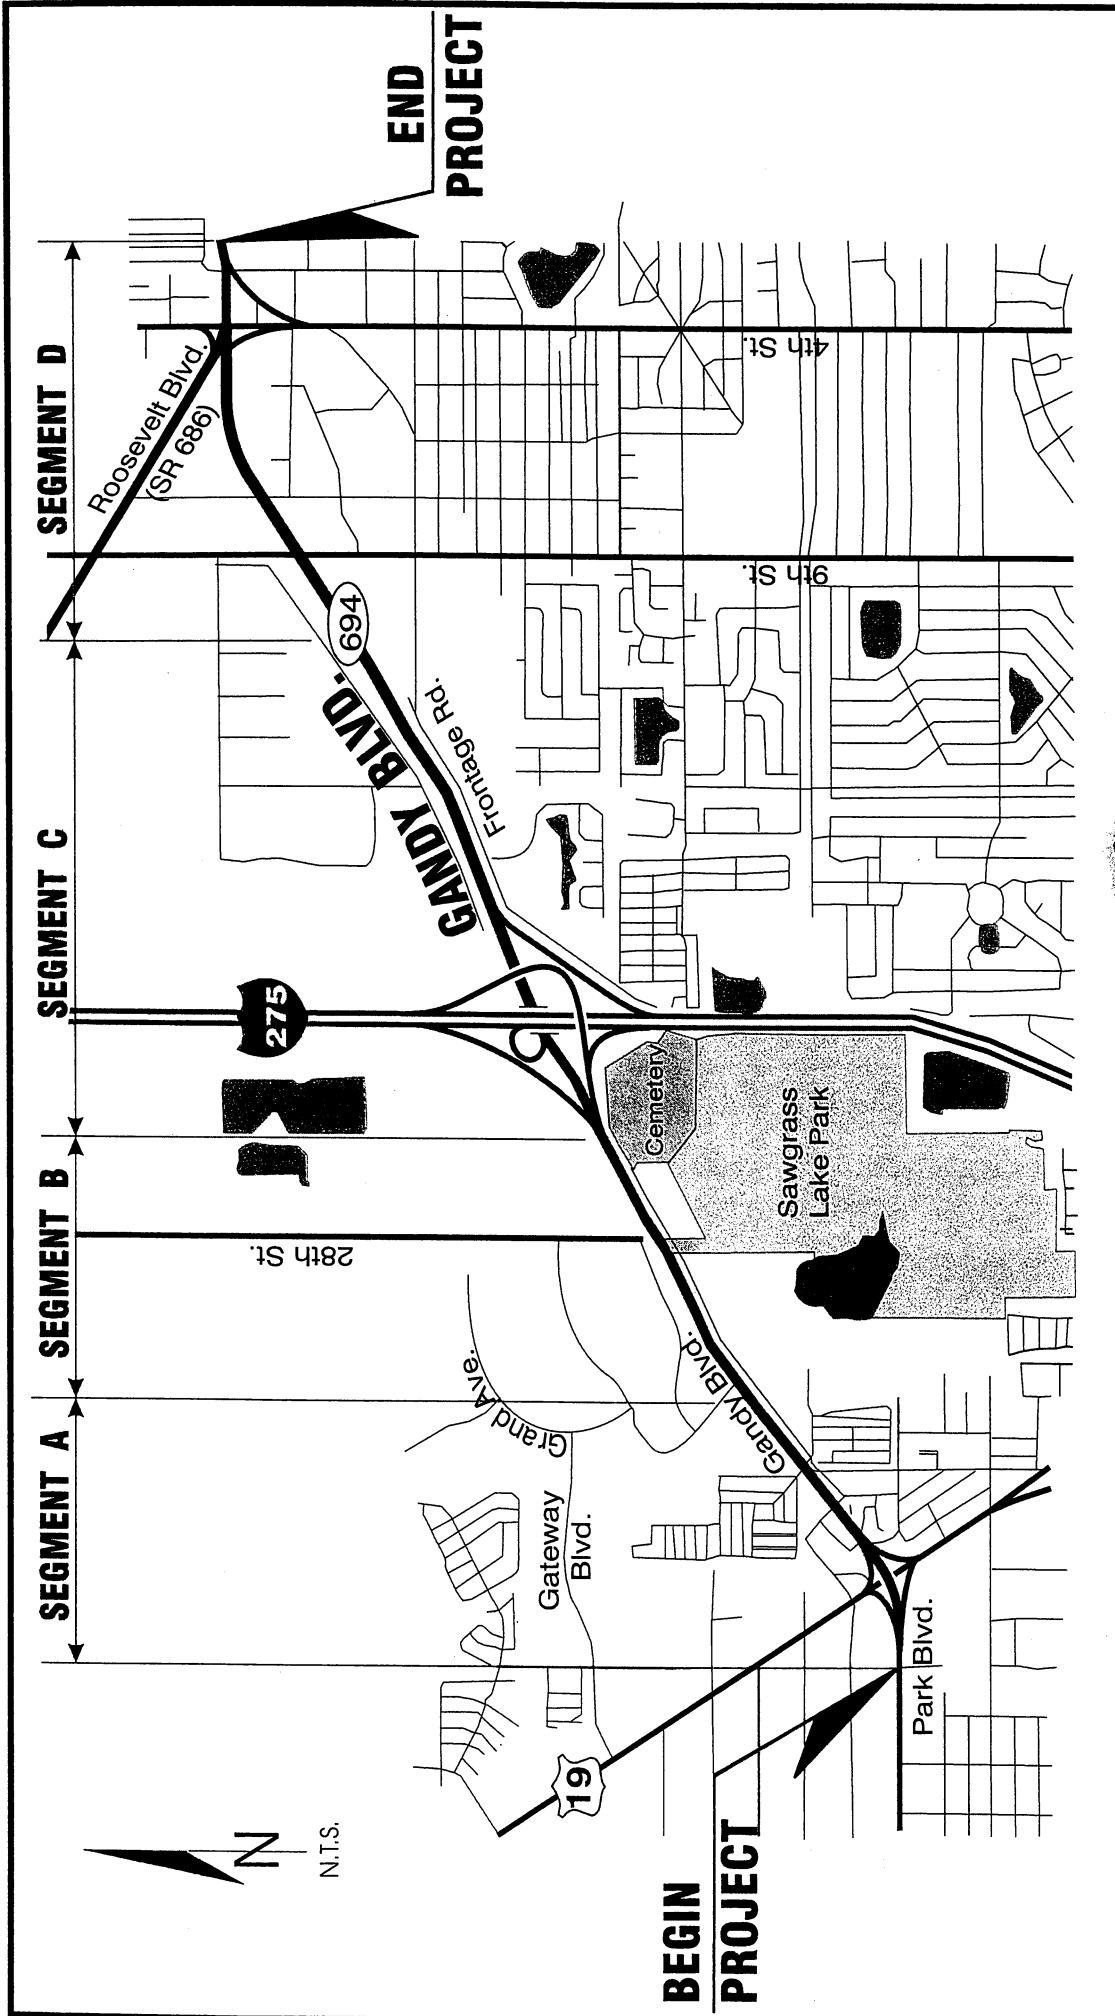 SEGMENT A
SEGMENT B
SEGMENT C
SEGMENT D
N
N.T.S.
BEGIN
PROJECT
19
Park Blvd.
Gateway
Blvd.
Grand Ave.
Gandy Blvd.
28th St.
Sawgrass
Lake Park
Cemetery
275
GANDY BLVD.
Frontage Rd.
694
9th St.
4th St.
Roosevelt Blvd.
(SR 686)
END
PROJECT